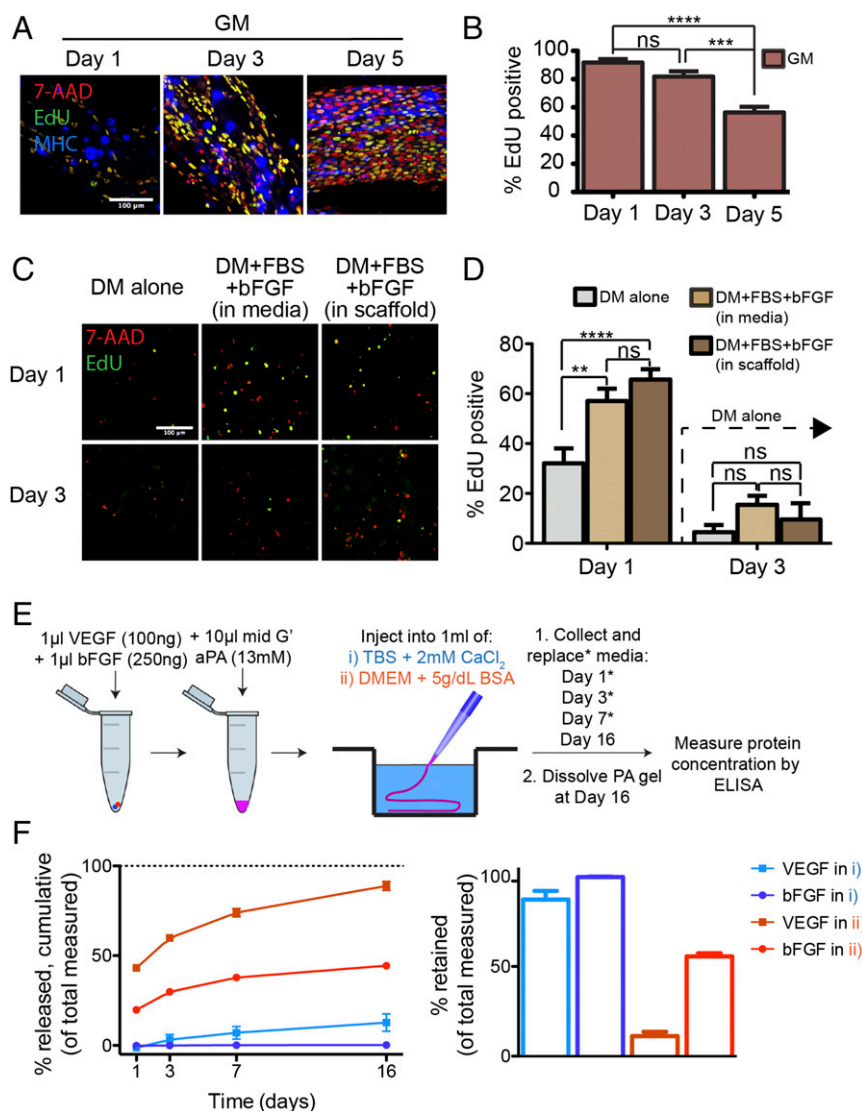 A
GM
Day 1
Day 3
Day 5
7-AAD
EdU
MHC
100 μm
B
% EdU positive
100
80
60
40
20
0
ns
***
****
GM
Day 1
Day 3
Day 5
C
DM alone
DM+FBS
+bFGF
(in media)
DM+FBS
+bFGF
(in scaffold)
7-AAD
EdU
Day 1
100 μm
Day 3
D
DM alone
DM+FBS+bFGF
(in media)
DM+FBS+bFGF
(in scaffold)
% EdU positive
80
60
40
20
0
****
**
ns
DM alone
ns
ns
ns
Day 1
Day 3
E
1μl VEGF (100ng)
+ 1μl bFGF (250ng)
+ 10μl mid G'
aPA (13mM)
Inject into 1ml of:
i) TBS + 2mM CaCl₂
ii) DMEM + 5g/dL BSA
1. Collect and
replace* media:
Day 1*
Day 3*
Day 7*
Day 16
2. Dissolve PA gel
at Day 16
Measure protein
concentration by
ELISA
F
% released, cumulative
(of total measured)
100
50
0
1
3
7
16
Time (days)
% retained
(of total measured)
100
50
0
VEGF in i)
bFGF in i)
VEGF in ii)
bFGF in ii)